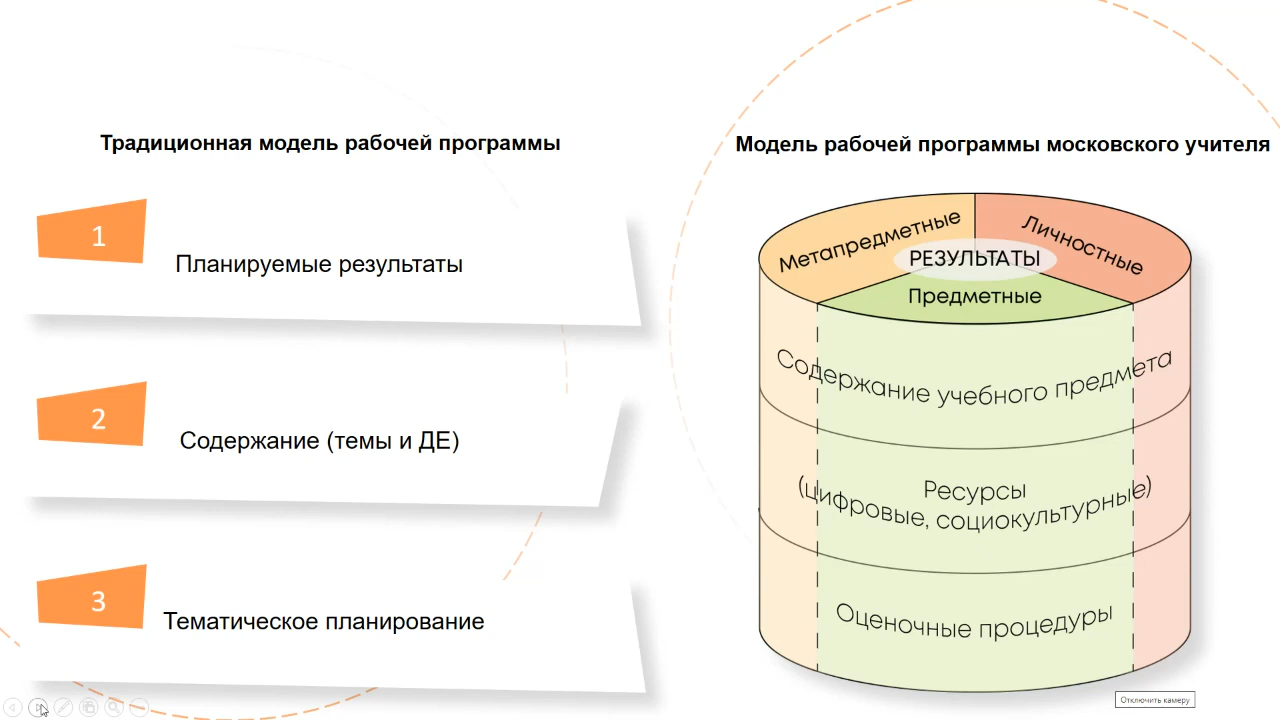 Традиционная модель рабочей программы
1
Планируемые результаты
2
Содержание (темы и ДЕ)
3
Тематическое планирование
Модель рабочей программы московского учителя
Метапредметные
Личностные
РЕЗУЛЬТАТЫ
Предметные
Содержание учебного предмета
Ресурсы
(цифровые, социокультурные)
Оценочные процедуры
Отключить камеру